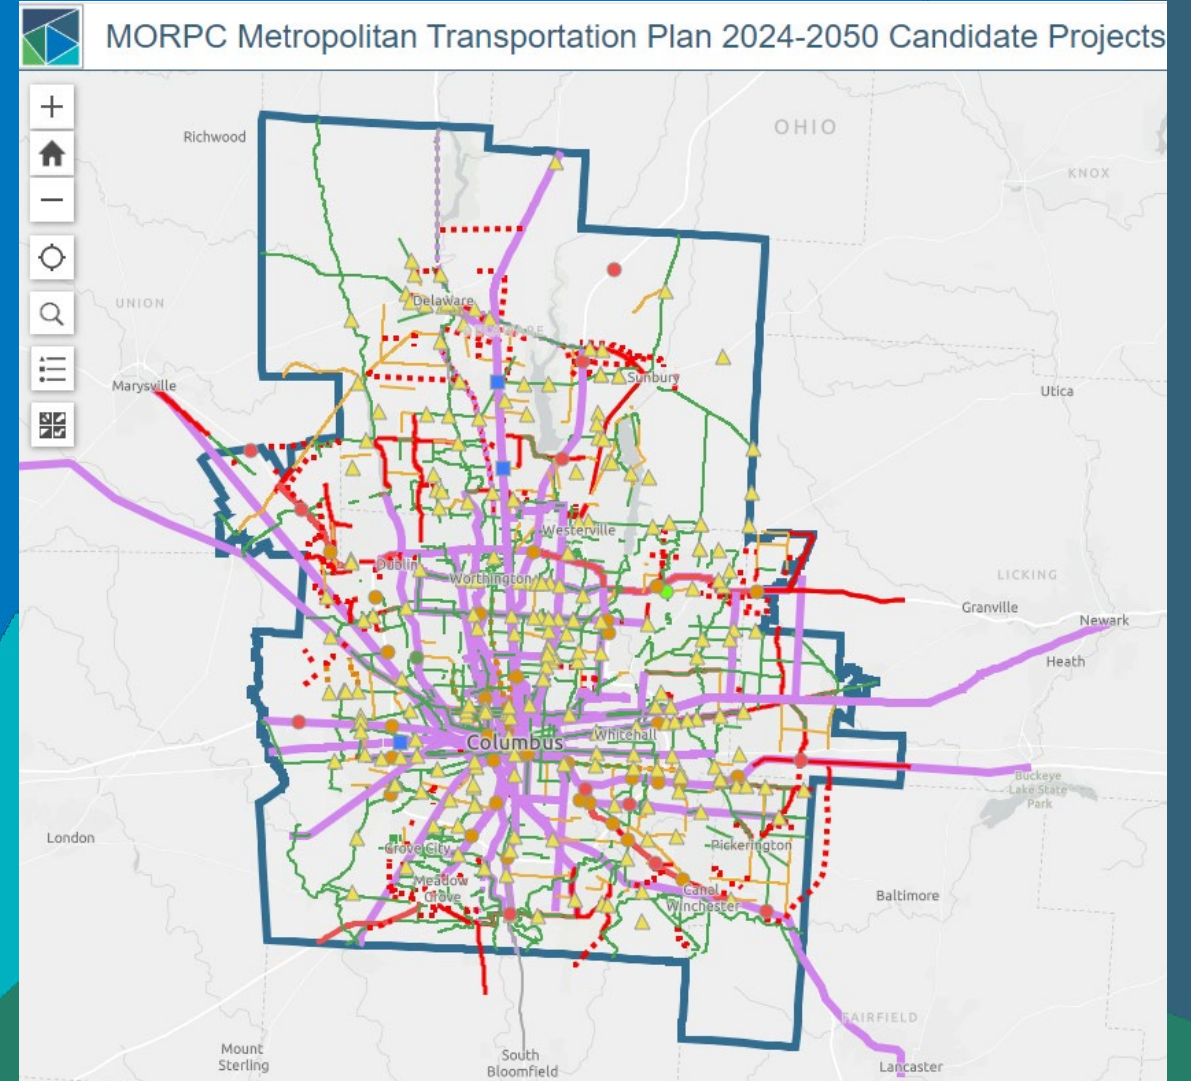 MORPC Metropolitan Transportation Plan 2024-2050 Candidate Projects
OHIO
Richwood
KNOX
UNION
Delaware
Marysville
Sunbury
Utica
Westerville
Dublin
Worthington
LICKING
Granville
Newark
Heath
Whitehall
Columbus
Buckeye
Lake State
Park
London
Grove City
Pickerington
Meadow
Grove
Canal
Winchester
Baltimore
FAIRFIELD
Mount
Sterling
South
Bloomfield
Lancaster